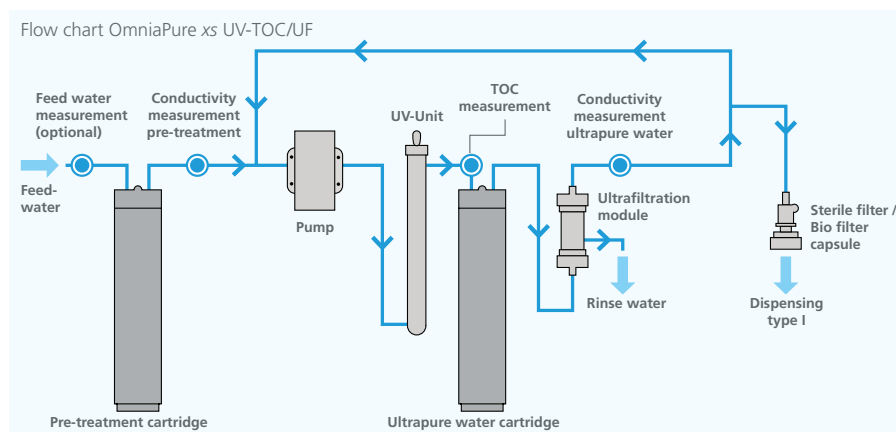 Flow chart OmniaPure xs UV-TOC/UF
Feed water
measurement
(optional)
Conductivity
measurement
pre-treatment
UV-Unit
TOC
measurement
Conductivity
measurement
ultrapure water
Feed-
water
Pump
Ultrafiltration
module
Sterile filter /
Bio filter
capsule
Rinse water
Dispensing
type I
Pre-treatment cartridge
Ultrapure water cartridge